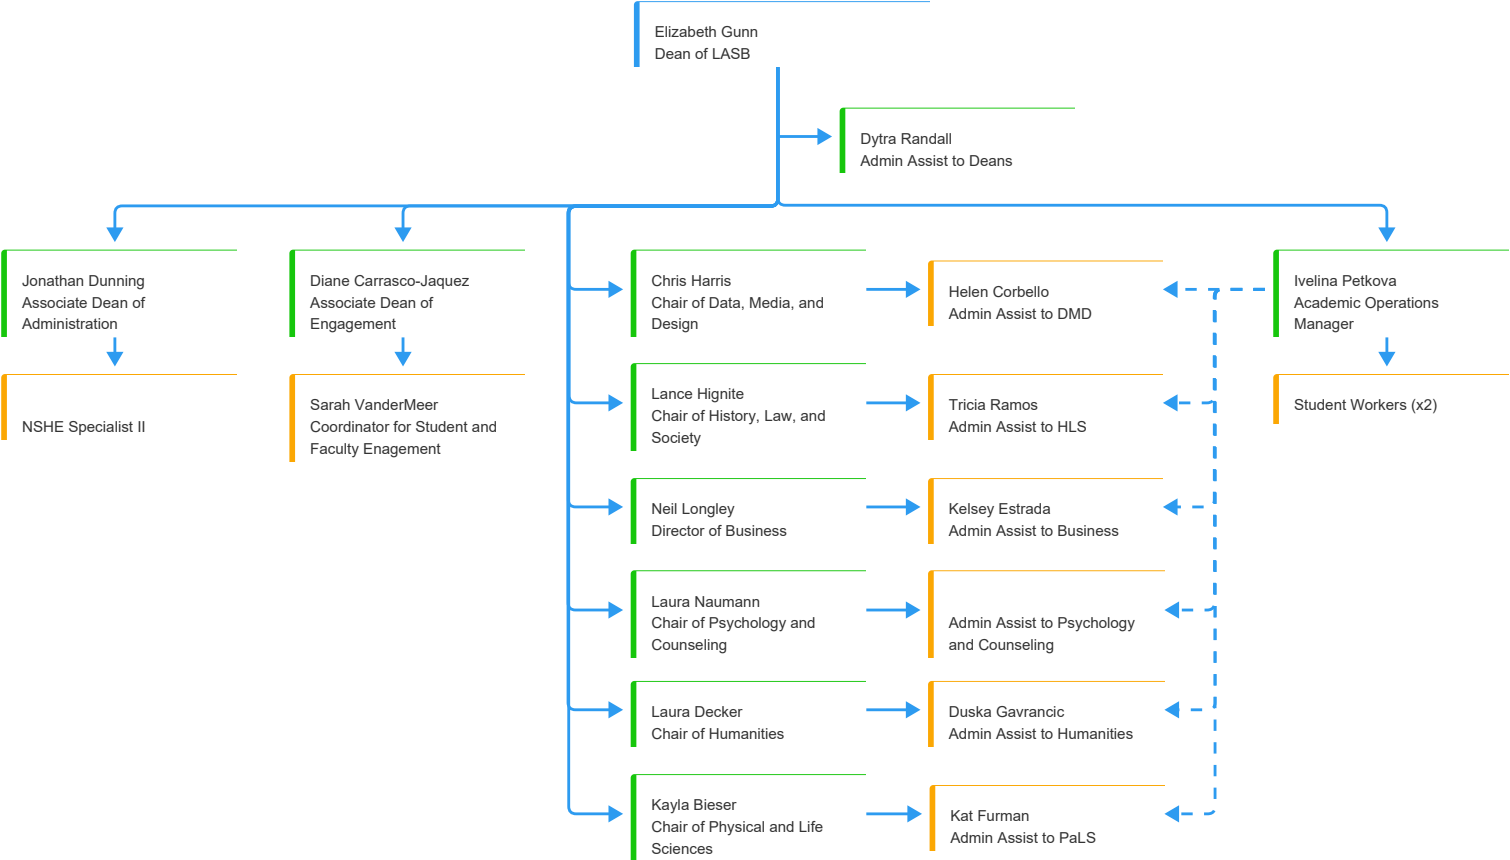 Elizabeth Gunn
Dean of LASB
Dytra Randall
Admin Assist to Deans
Jonathan Dunning
Associate Dean of
Administration
Diane Carrasco-Jaquez
Associate Dean of
Engagement
Chris Harris
Chair of Data, Media, and
Design
Helen Corbello
Admin Assist to DMD
Ivelina Petkova
Academic Operations
Manager
NSHE Specialist II
Sarah VanderMeer
Coordinator for Student and
Faculty Enagement
Lance Hignite
Chair of History, Law, and
Society
Tricia Ramos
Admin Assist to HLS
Student Workers (x2)
Neil Longley
Director of Business
Kelsey Estrada
Admin Assist to Business
Laura Naumann
Chair of Psychology and
Counseling
Admin Assist to Psychology
and Counseling
Laura Decker
Chair of Humanities
Duska Gavrancic
Admin Assist to Humanities
Kayla Bieser
Chair of Physical and Life
Sciences
Kat Furman
Admin Assist to PaLS